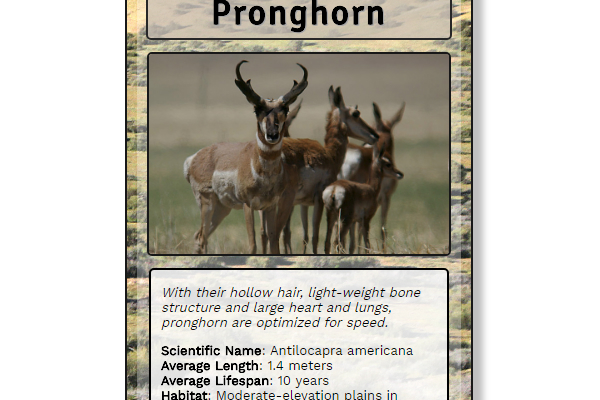 Pronghorn
With their hollow hair, light-weight bone
structure and large heart and lungs,
pronghorn are optimized for speed.
Scientific Name: Antilocapra americana
Average Length: 1.4 meters
Average Lifespan: 10 years
Habitat: Moderate-elevation plains in